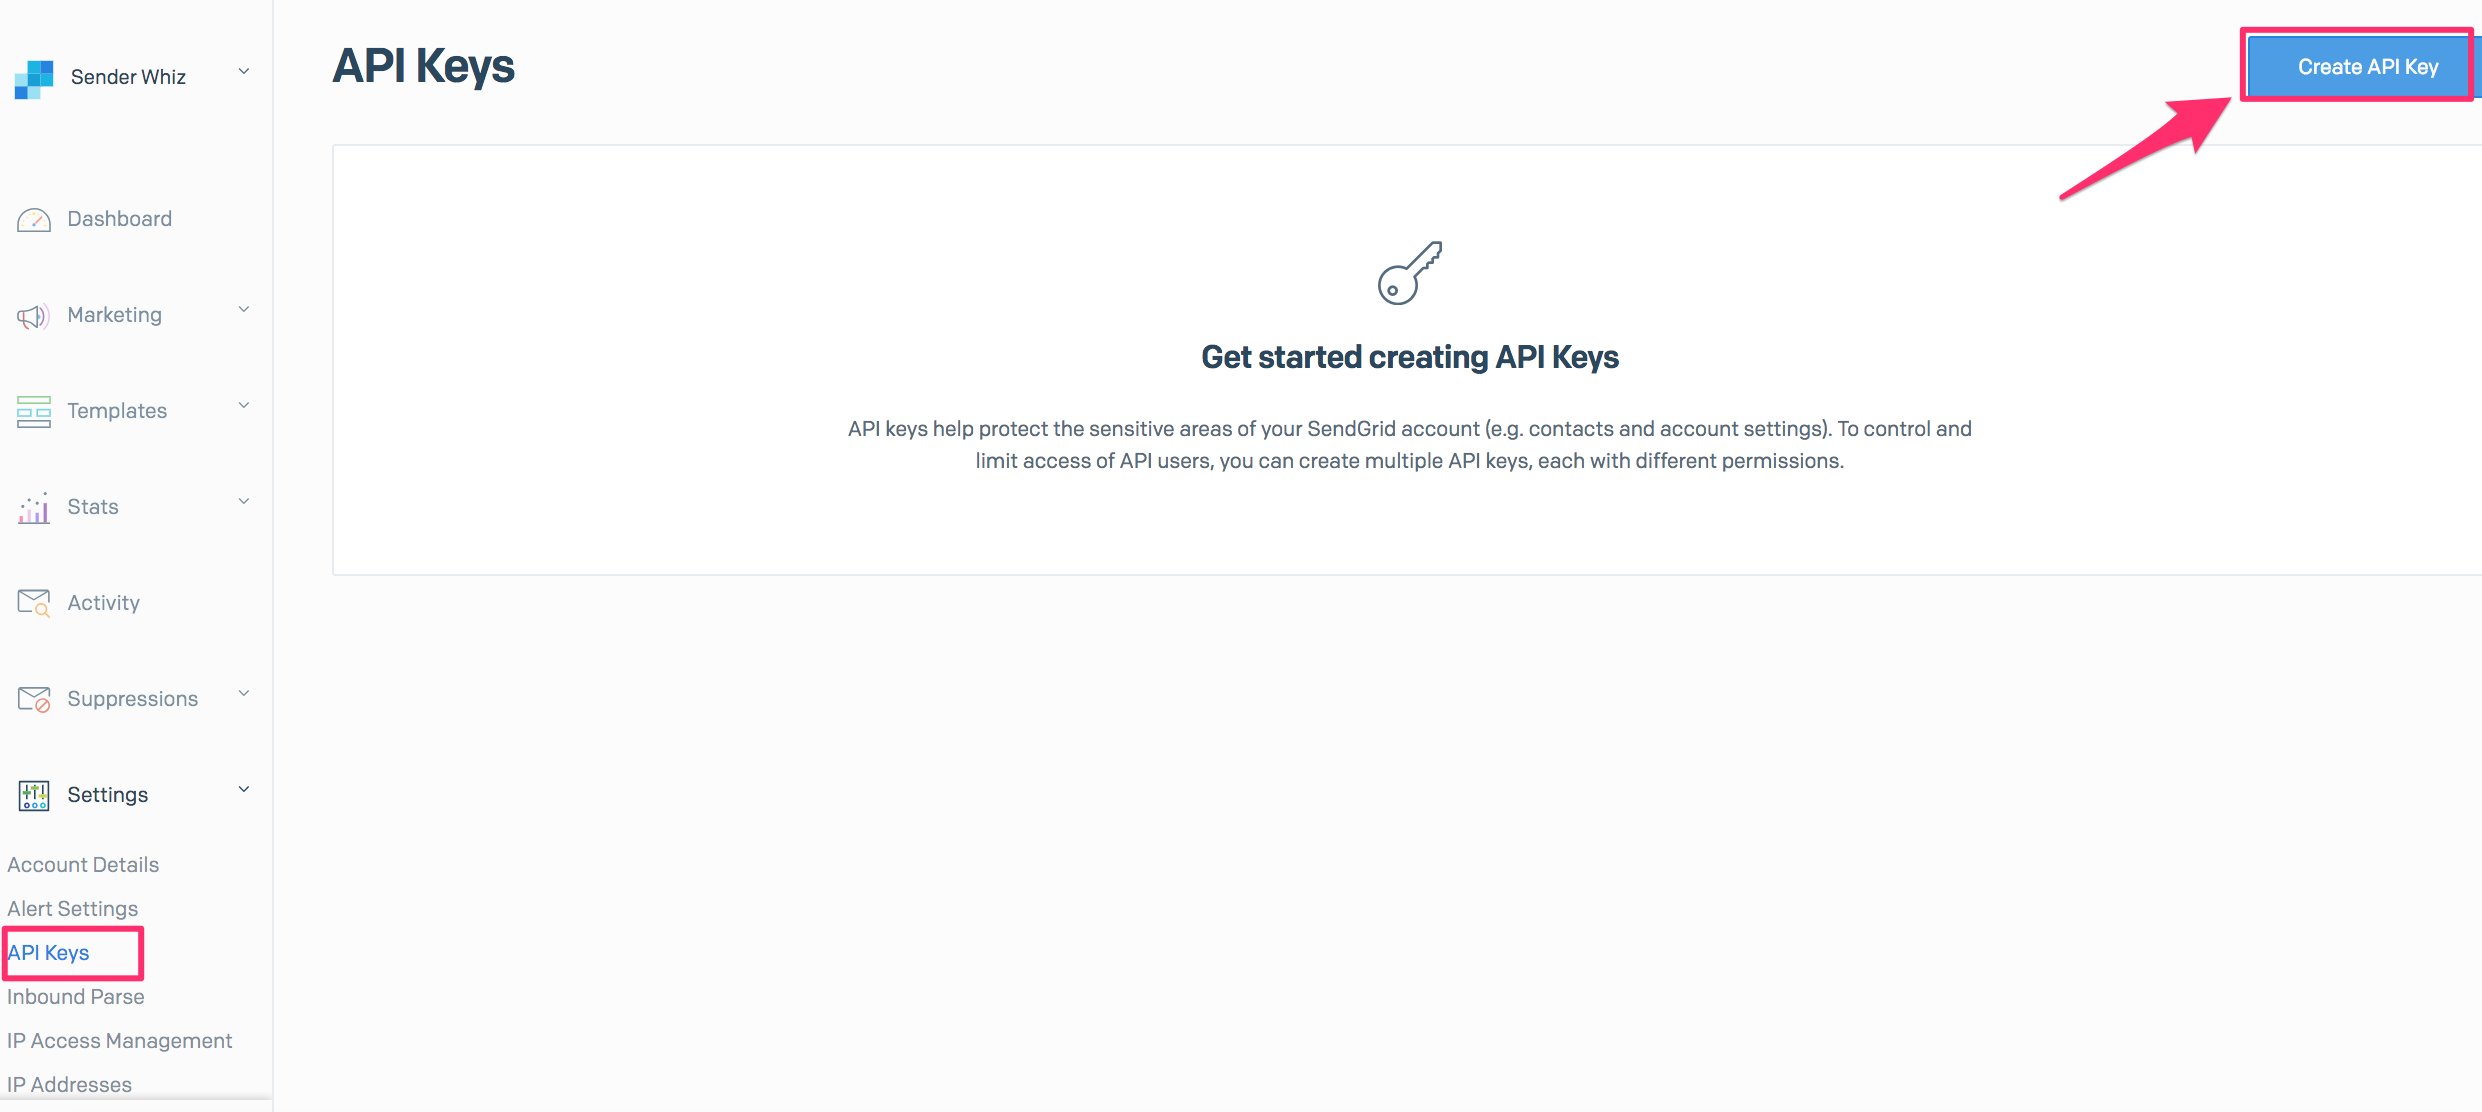 Sender Whiz
Dashboard
Marketing
Templates
Stats
Activity
Suppressions
Settings
Account Details
Alert Settings
API Keys
Inbound Parse
IP Access Management
IP Addresses
API Keys
Create API Key
Get started creating API Keys
API keys help protect the sensitive areas of your SendGrid account (e.g. contacts and account settings). To control and
limit access of API users, you can create multiple API keys, each with different permissions.